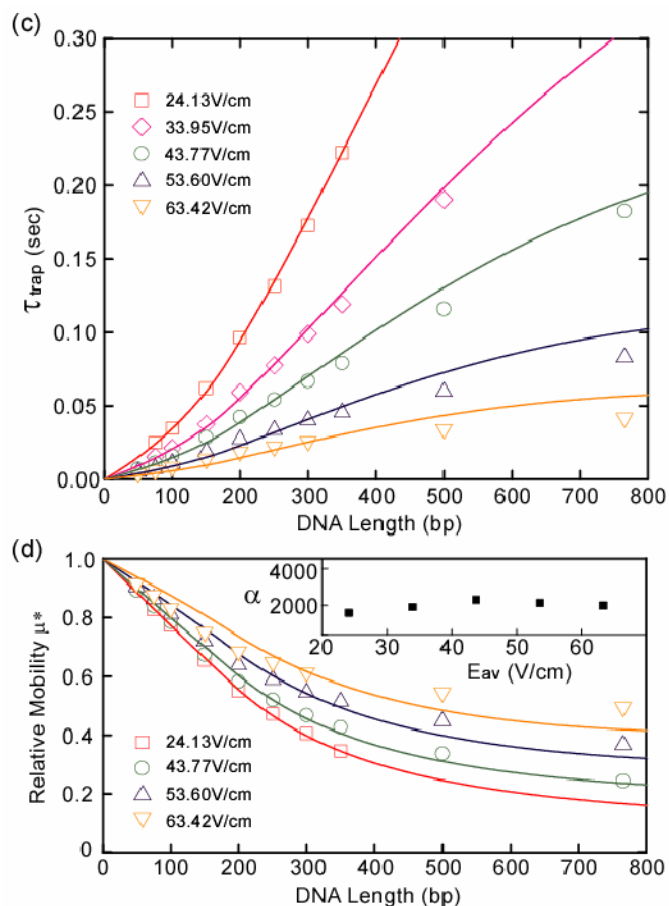 (c)
0.30
0.25
0.20
0.15
0.10
0.05
0.00
τtrap (sec)
24.13V/cm
33.95V/cm
43.77V/cm
53.60V/cm
63.42V/cm
0 100 200 300 400 500 600 700 800
DNA Length (bp)
(d)
1.0
0.8
0.6
0.4
0.2
0
Relative Mobility μ*
4000
α
2000
20 40 60
Eav (V/cm)
24.13V/cm
43.77V/cm
53.60V/cm
63.42V/cm
0 100 200 300 400 500 600 700 800
DNA Length (bp)